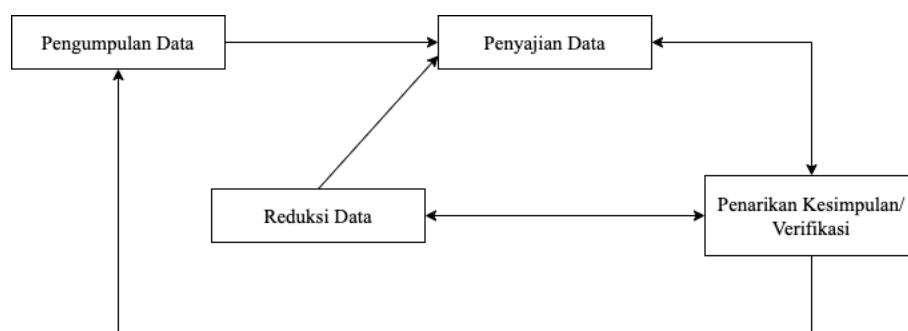 Pengumpulan Data
Penyajian Data
Reduksi Data
Penarikan Kesimpulan/
Verifikasi